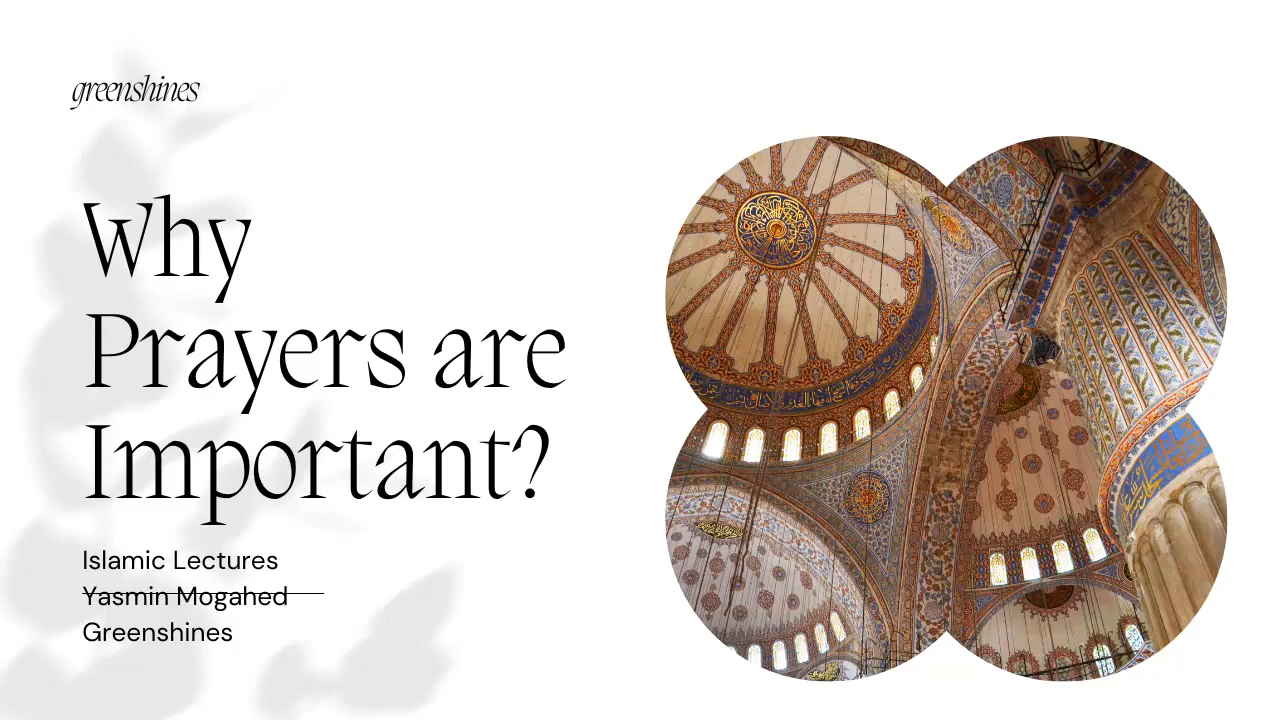 greenshines
Why
Prayers are
Important?
Islamic Lectures
Yasmin Mogahed
Greenshines